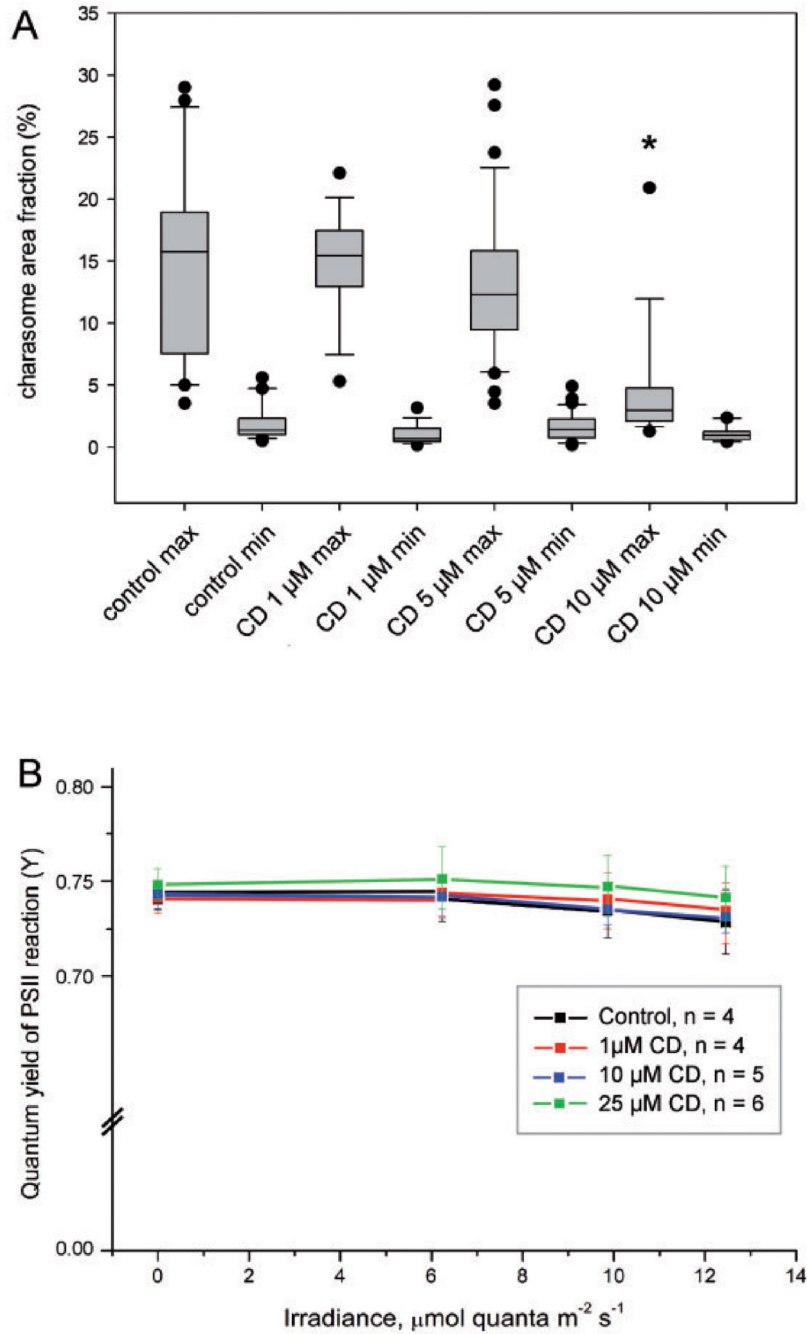 A
charasome area fraction (%)
35
30
25
20
15
10
5
0
*
control max
control min
CD 1 µM max
CD 1 µM min
CD 5 µM max
CD 5 µM min
CD 10 µM max
CD 10 µM min
B
Quantum yield of PSII reaction (Y)
0.80
0.75
0.70
0.00
Control, n = 4
1µM CD, n = 4
10 µM CD, n = 5
25 µM CD, n = 6
0 2 4 6 8 10 12 14
Irradiance, µmol quanta m⁻² s⁻¹